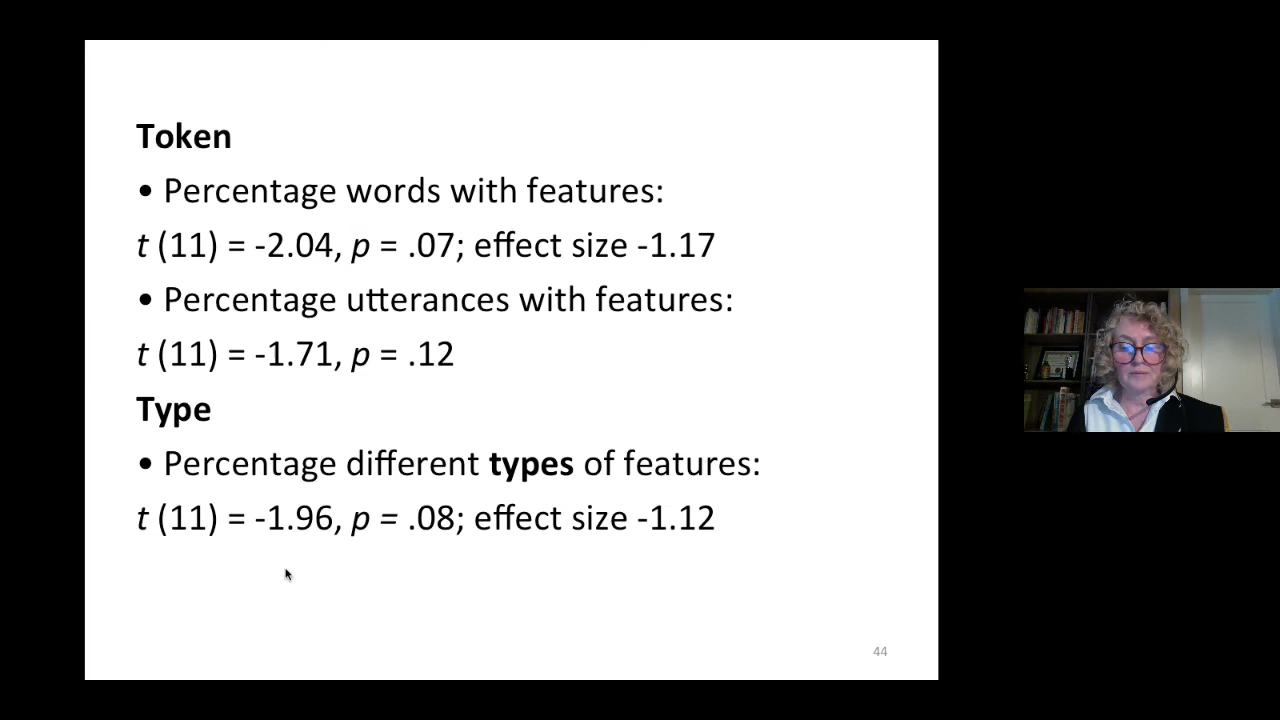 Token
• Percentage words with features:
t (11) = -2.04, p = .07; effect size -1.17
• Percentage utterances with features:
t (11) = -1.71, p = .12
Type
• Percentage different types of features:
t (11) = -1.96, p = .08; effect size -1.12
44